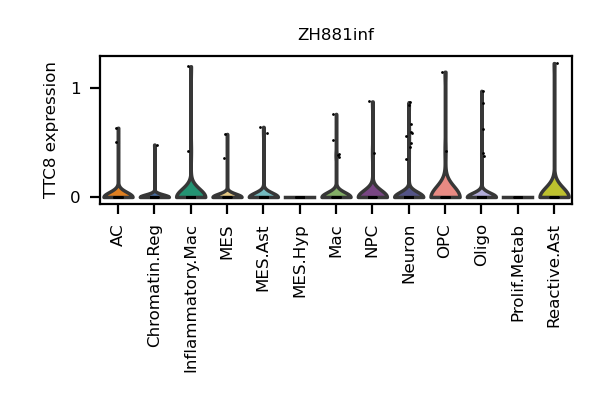 ZH881inf
TTC8 expression
1
0
AC
Chromatin.Reg
Inflammatory.Mac
MES
MES.Ast
MES.Hyp
Mac
NPC
Neuron
OPC
Oligo
Prolif.Metab
Reactive.Ast